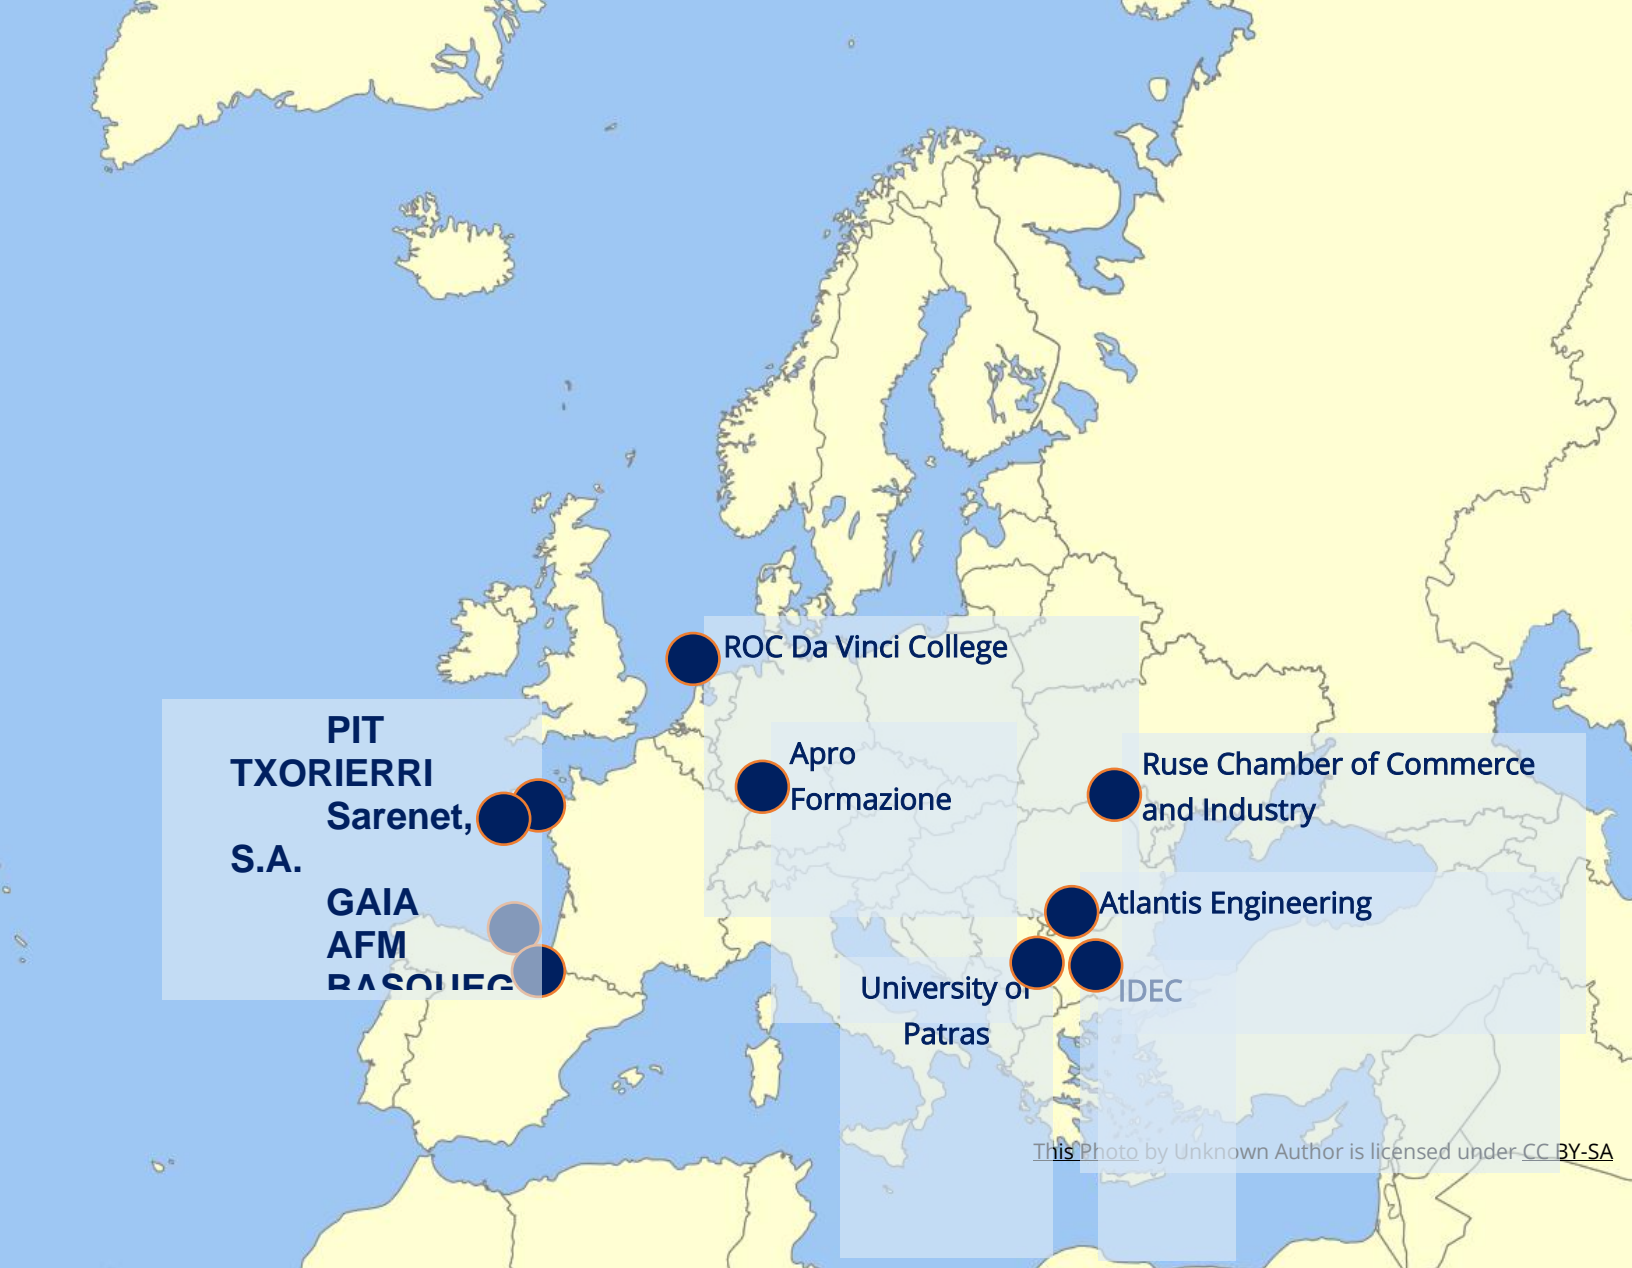 ROC Da Vinci College
PIT
TXORIERRI
Sarenet,
S.A.
GAIA
AFM
BASQUEG
Apro
Formazione
Ruse Chamber of Commerce
and Industry
Atlantis Engineering
University of
Patras
IDEC
This Photo by Unknown Author is licensed under CC BY-SA